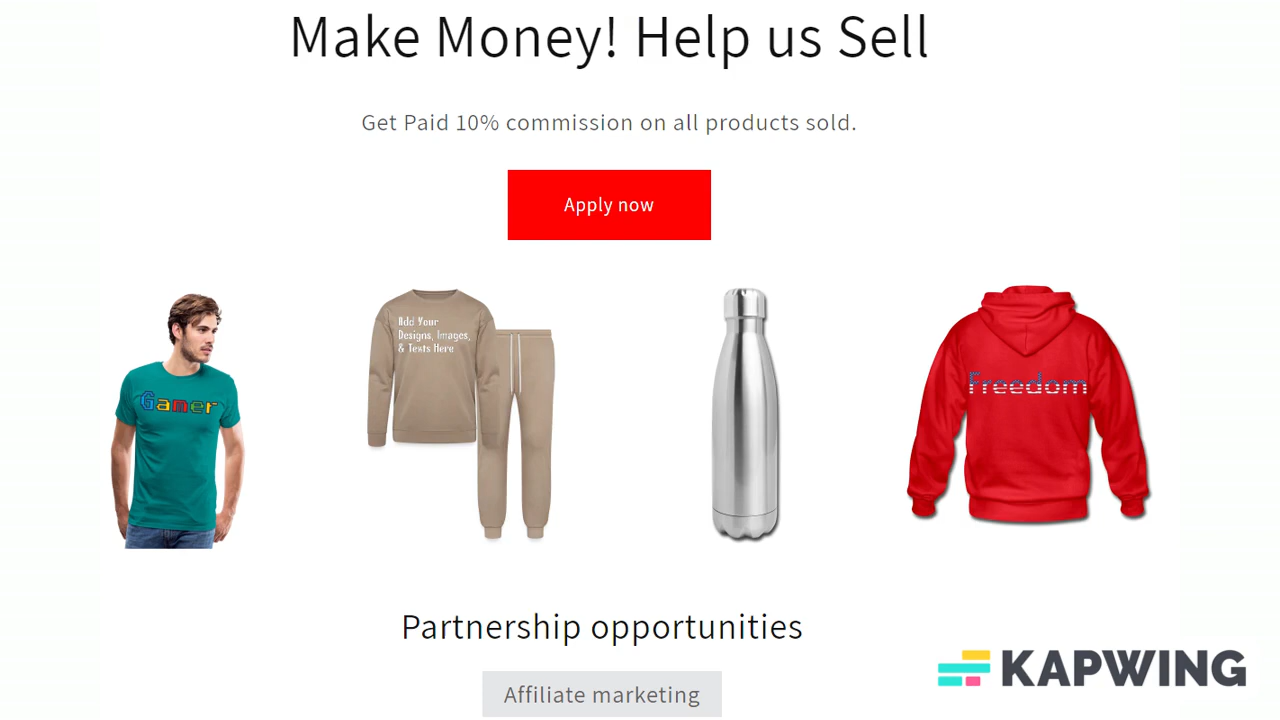 Make Money! Help us Sell
Get Paid 10% commission on all products sold.
Apply now
Gamer
Add Your
Designs, Images,
& Texts Here
Freedom
Partnership opportunities
Affiliate marketing
KAPWING